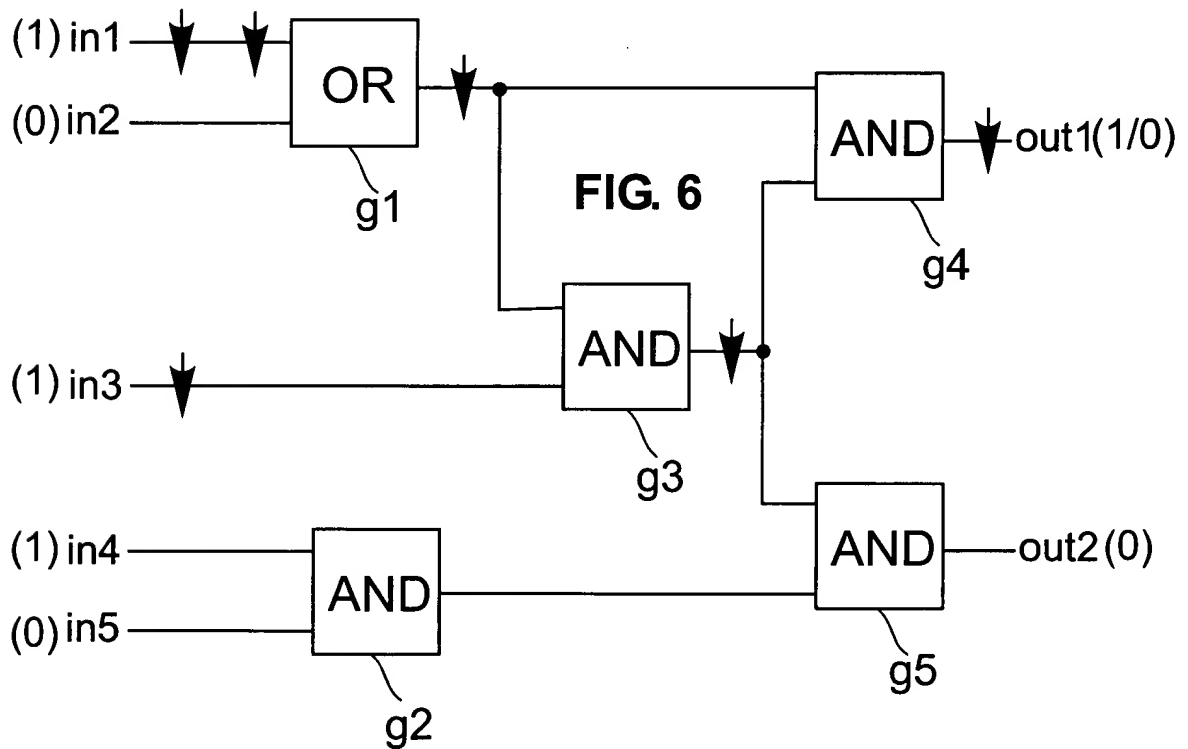 (1) in1
OR
(0) in2
g1
FIG. 6
AND
out1(1/0)
g4
(1) in3
AND
g3
(1) in4
AND
(0) in5
g2
AND
out2(0)
g5